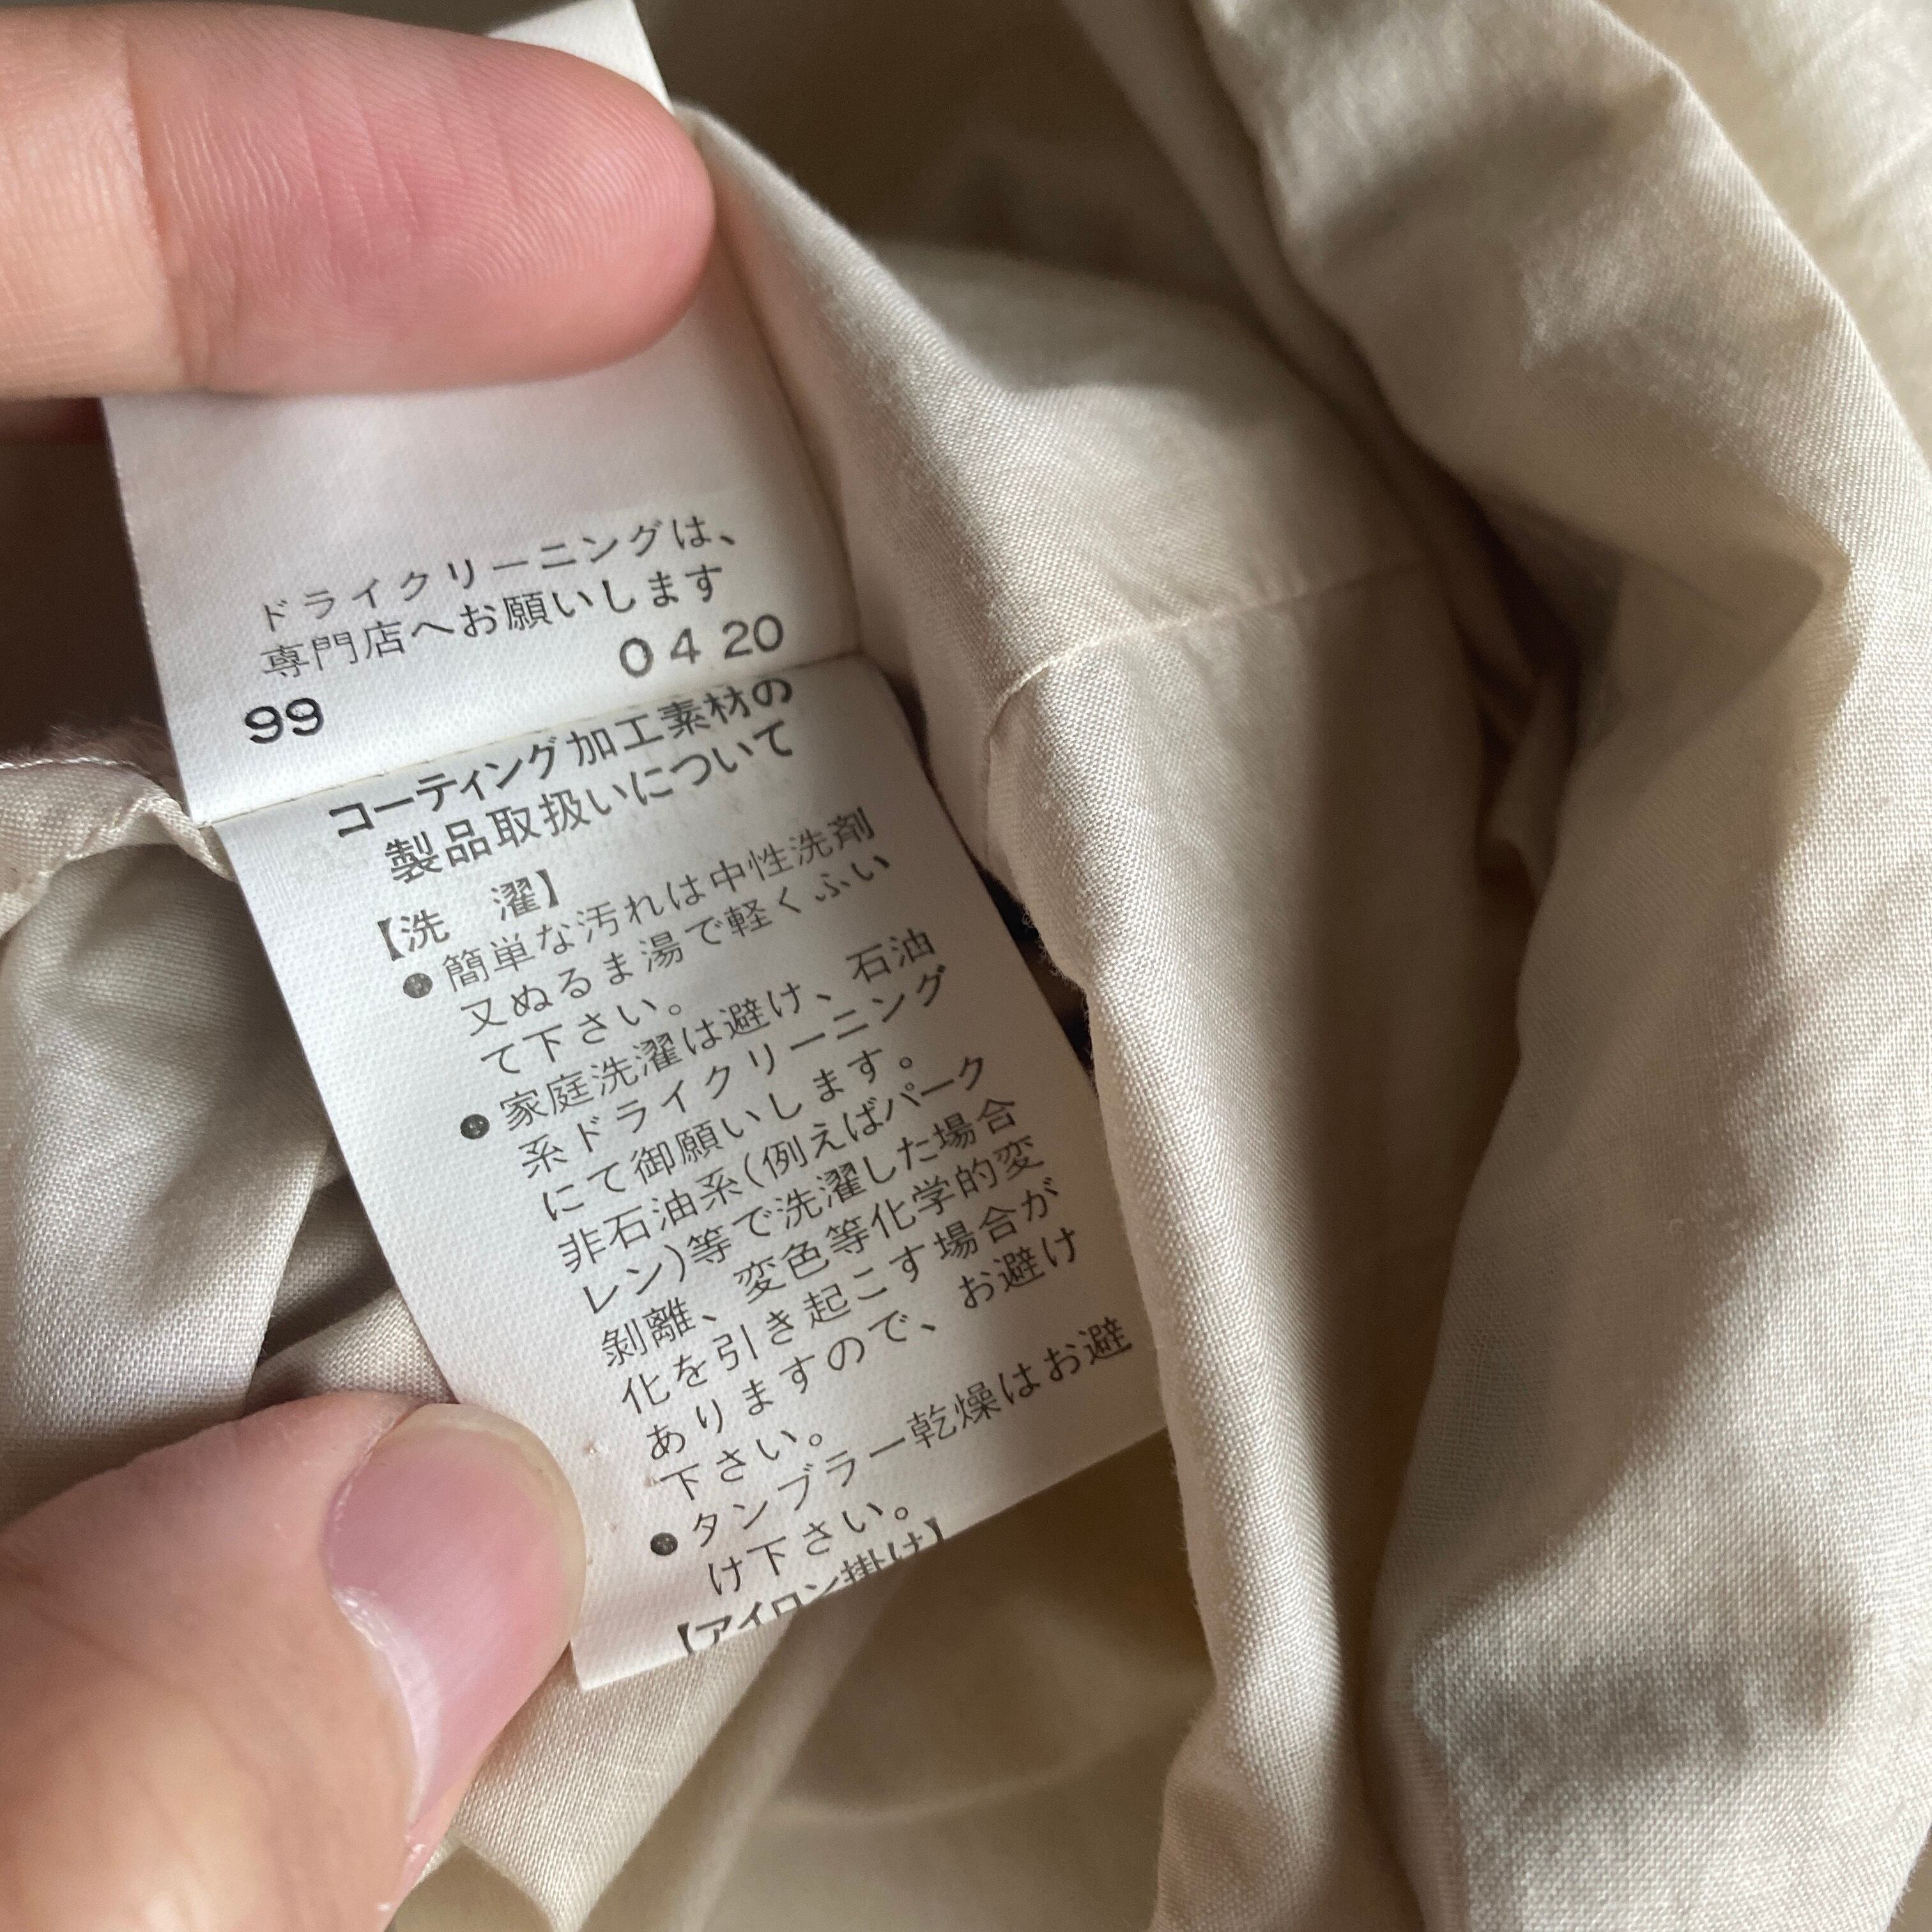 ドライクリーニングは、
専門店へお願いします
04 20
99
コーティング加工素材の
製品取扱いについて
【洗　濯】
●簡単な汚れは中性洗剤
又ぬるま湯で軽くふい
て下さい。
●家庭洗濯は避け、石油
系ドライクリーニング
にて御願いします。
非石油系(例えばパーク
レン)等で洗濯した場合
剝離、変色等化学的変
化を引き起こす場合が
ありますので、お避け
下さい。
●タンブラー乾燥はお避
け下さい。
【アイロン掛け】